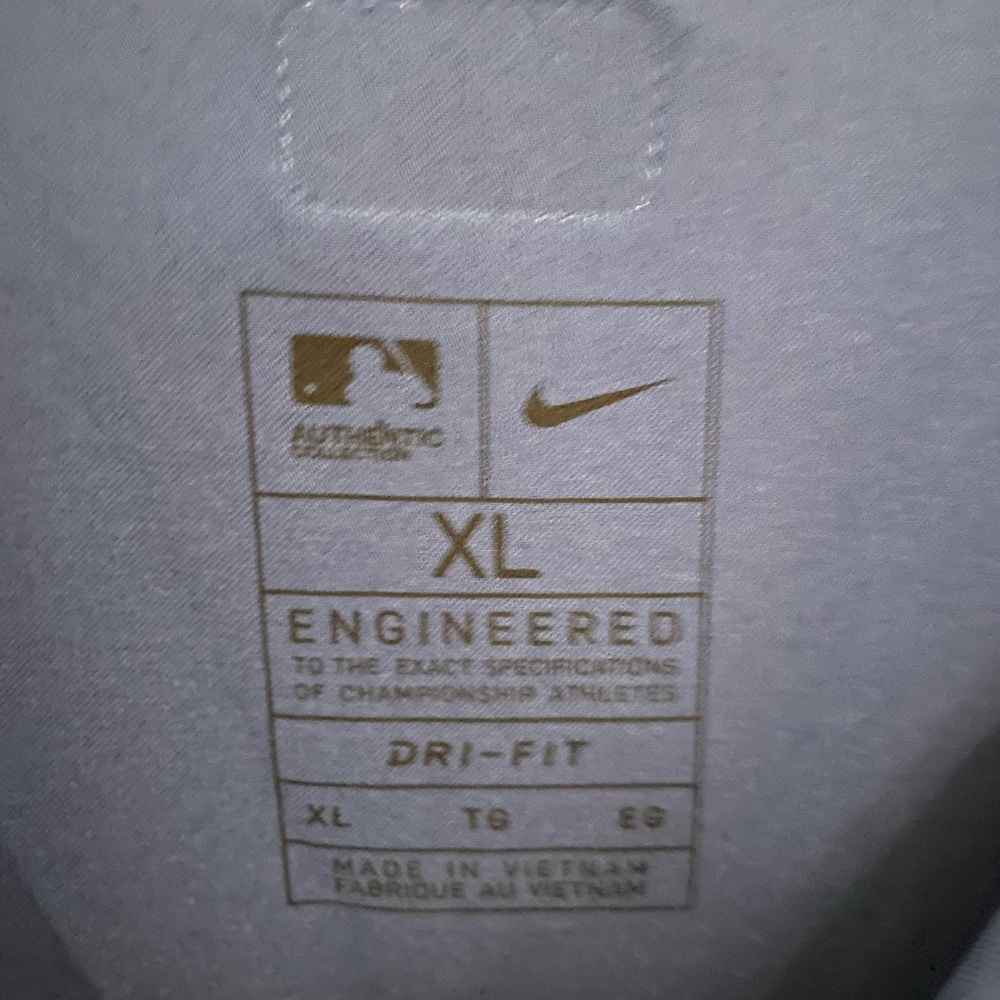 AUTHENTIC
COLLECTION
XL
ENGINEERED
TO THE EXACT SPECIFICATIONS
OF CHAMPIONSHIP ATHLETES
DRI-FIT
XL TG EG
MADE IN VIETNAM
FABRIQUE AU VIETNAM